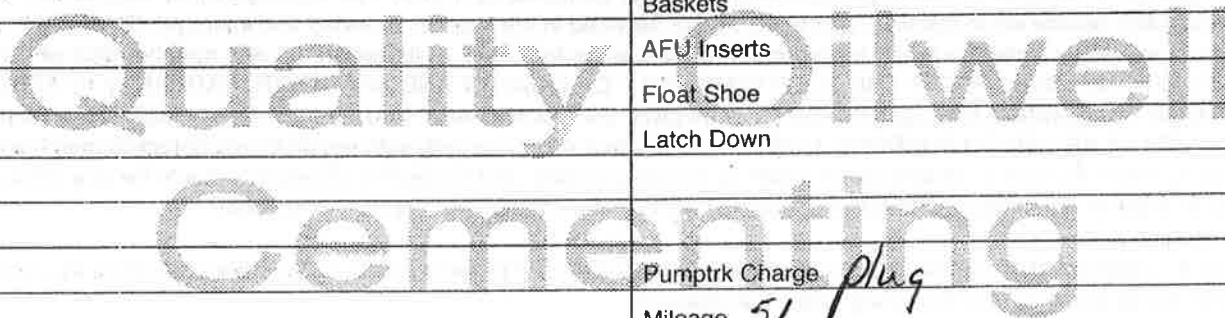 Baskets
Quality Oilwell
AFU Inserts
Float Shoe
Latch Down
Cementing
Pumptrk Charge plug
Mileage 51